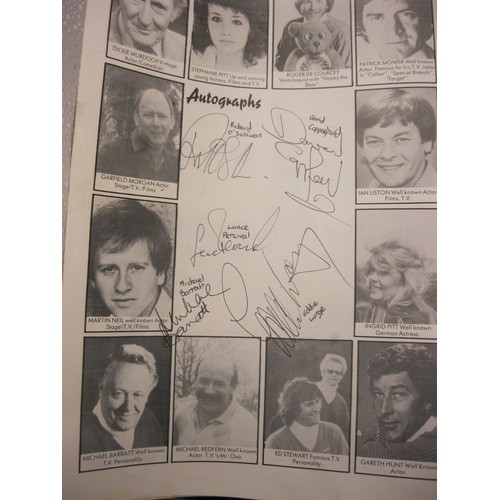 DICKIE MURDOCH Vintage
Actor/Comedian.
STEPHANIE PITT Up and coming
young Actress, Films and T.V.
ROGER DE COURCEY
Ventriloquist with "Nooky the
Bear"
PATRICK MOWER Well known
Actor. Famous for his T.V. roles in
"Callan", "Special Branch",
"Target"
Autographs
Richard
O'Sullivan
David
Copperfield
GARFIELD MORGAN Actor
Stage/T.V./Films.
IAN LISTON Well known Actor
Films, T.V.
Lance
Percival
Michael
Barratt
MARTIN NEIL well known Actor
Stage/T.V./Films.
INGRID PITT Well known
German Actress.
MICHAEL BARRATT Well known
T.V. Personality.
MICHAEL REDFERN Well known
Actor. T.V.'s Mr. Oxo
ED STEWART Famous T.V.
Personality.
GARETH HUNT Well Known
Actor.